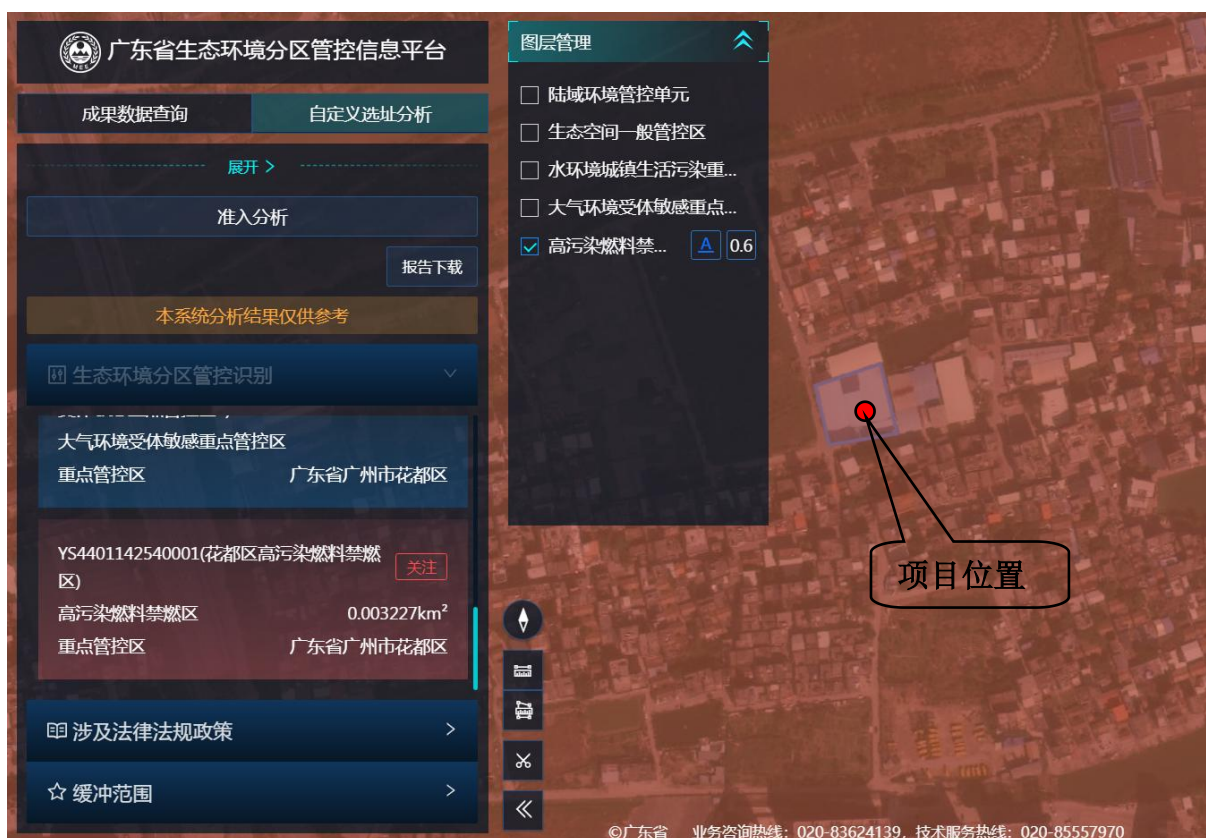 广东省生态环境分区管控信息平台
成果数据查询
自定义选址分析
展开 >
准入分析
报告下载
本系统分析结果仅供参考
生态环境分区管控识别
大气环境受体敏感重点管控区
重点管控区 广东省广州市花都区
YS4401142540001(花都区高污染燃料禁燃
区)
关注
高污染燃料禁燃区 0.003227km²
重点管控区 广东省广州市花都区
涉及法律法规政策
缓冲范围
图层管理
陆域环境管控单元
生态空间一般管控区
水环境城镇生活污染重...
大气环境受体敏感重点...
高污染燃料禁... A 0.6
项目位置
©广东省 业务咨询热线: 020-83624139, 技术服务热线: 020-85557970